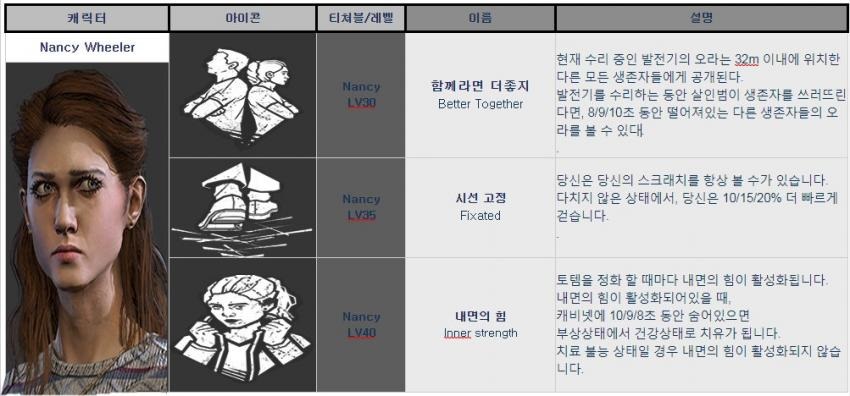 캐릭터
아이콘
티쳐블/레벨
이름
설명
Nancy Wheeler
Nancy
LV30
함께라면 더좋지
Better Together
현재 수리 중인 발전기의 오라는 32m 이내에 위치한
다른 모든 생존자들에게 공개된다.
발전기를 수리하는 동안 살인범이 생존자를 쓰러뜨린
다면, 8/9/10초 동안 떨어져있는 다른 생존자들의 오
라를 볼 수 있다.
.
Nancy
LV35
시선 고정
Fixated
당신은 당신의 스크래치를 항상 볼 수가 있습니다.
다치지 않은 상태에서, 당신은 10/15/20% 더 빠르게
걷습니다.
.
Nancy
LV40
내면의 힘
Inner strength
토템을 정화 할 때마다 내면의 힘이 활성화됩니다.
내면의 힘이 활성화되어있을 때,
캐비넷에 10/9/8초 동안 숨어있으면
부상상태에서 건강상태로 치유가 됩니다.
치료 불능 상태일 경우 내면의 힘이 활성화되지 않습
니다.